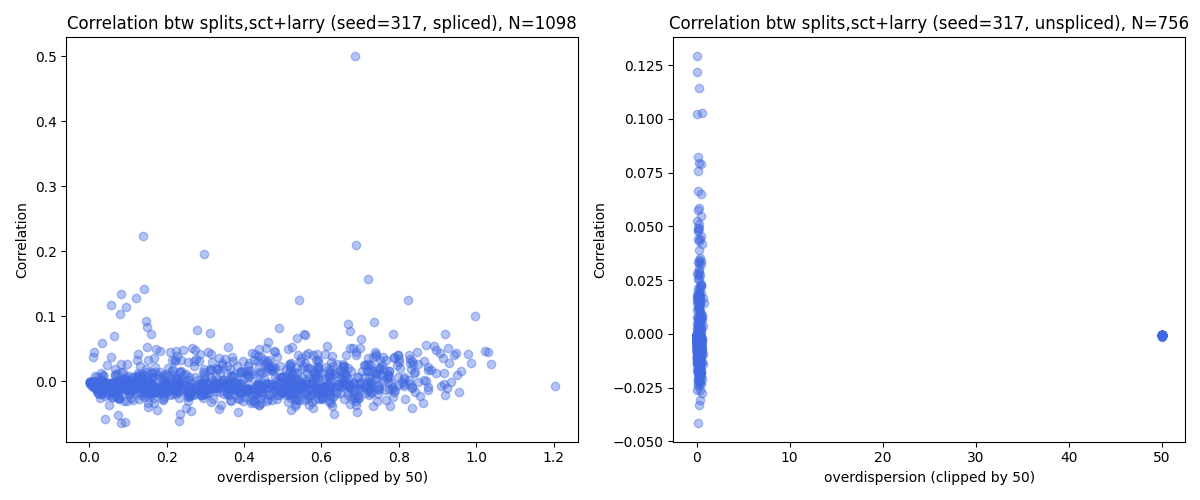 Correlation btw splits,sct+larry (seed=317, spliced), N=1098
0.5
0.4
0.3
0.2
0.1
0.0
Correlation
0.0 0.2 0.4 0.6 0.8 1.0 1.2
overdispersion (clipped by 50)
Correlation btw splits,sct+larry (seed=317, unspliced), N=756
0.125
0.100
0.075
0.050
0.025
0.000
−0.025
−0.050
Correlation
0 10 20 30 40 50
overdispersion (clipped by 50)